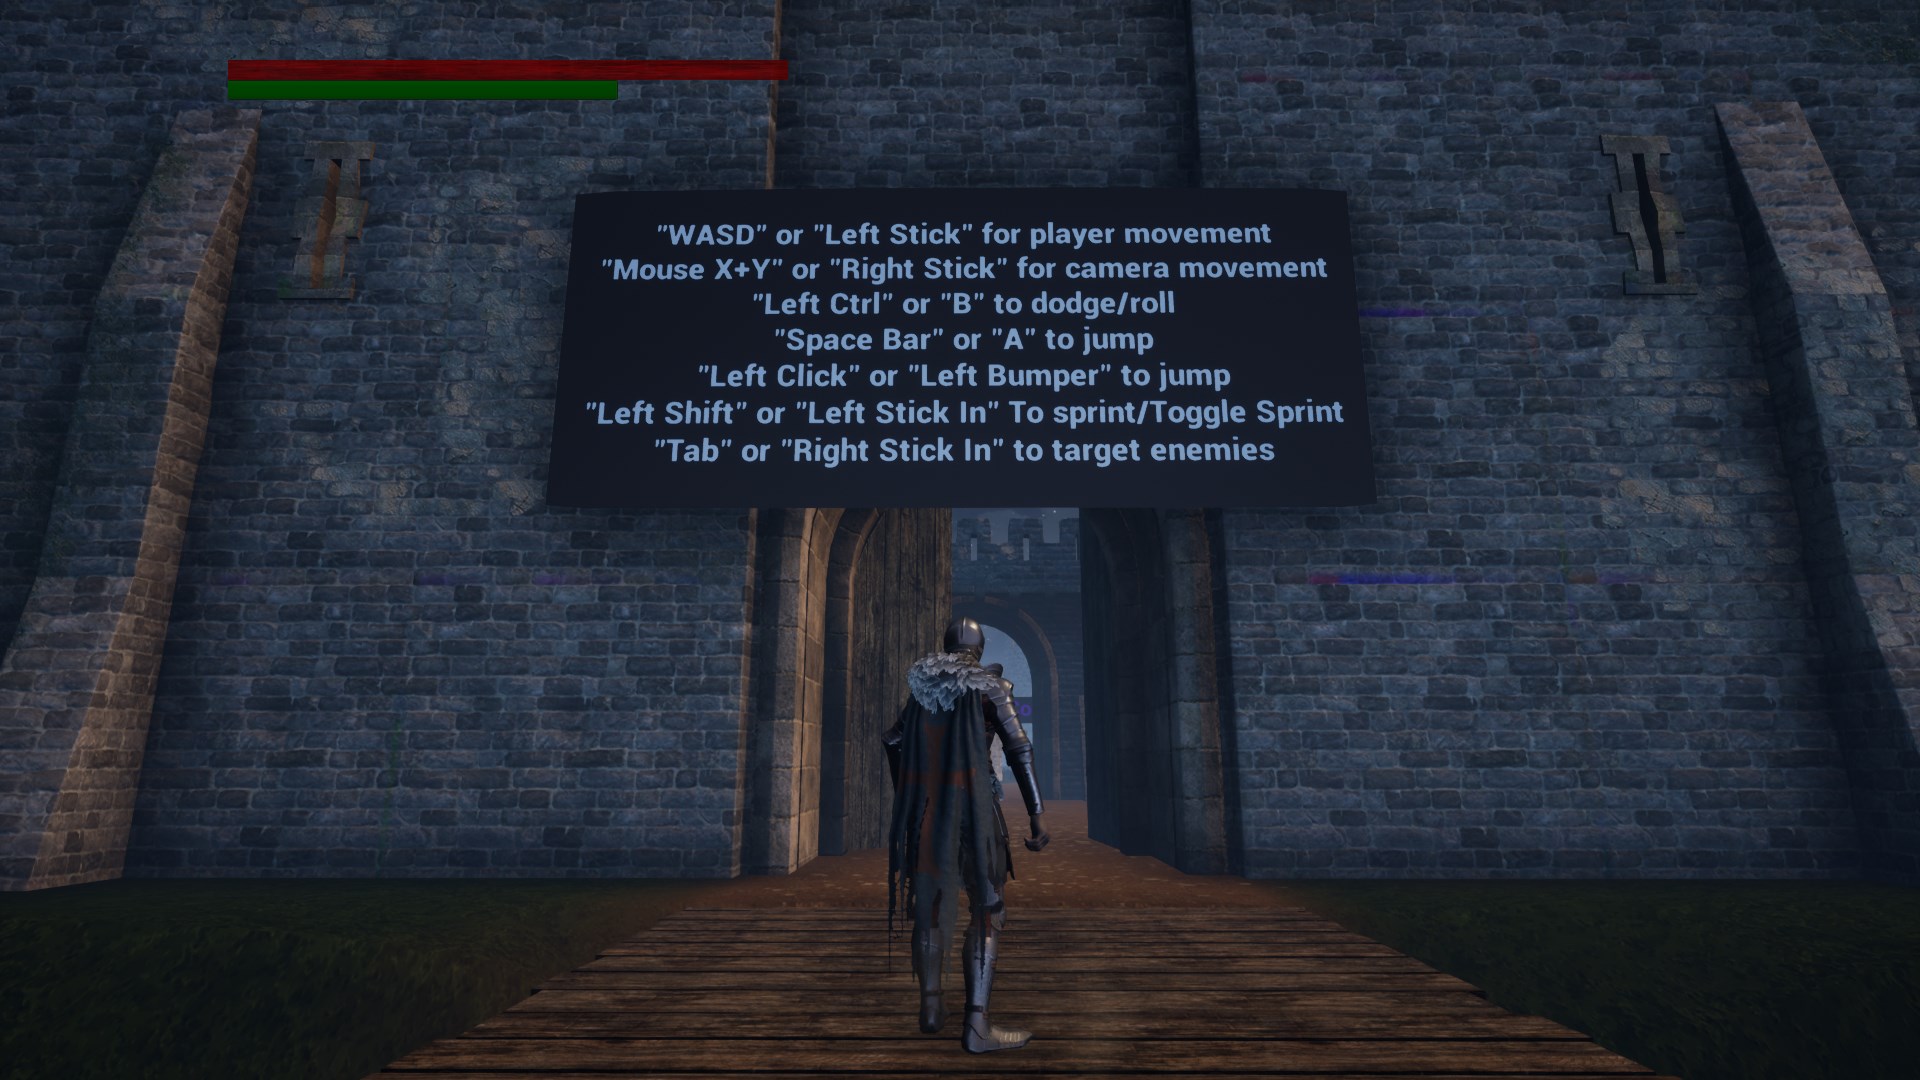 "WASD" or "Left Stick" for player movement
"Mouse X+Y" or "Right Stick" for camera movement
"Left Ctrl" or "B" to dodge/roll
"Space Bar" or "A" to jump
"Left Click" or "Left Bumper" to jump
"Left Shift" or "Left Stick In" To sprint/Toggle Sprint
"Tab" or "Right Stick In" to target enemies